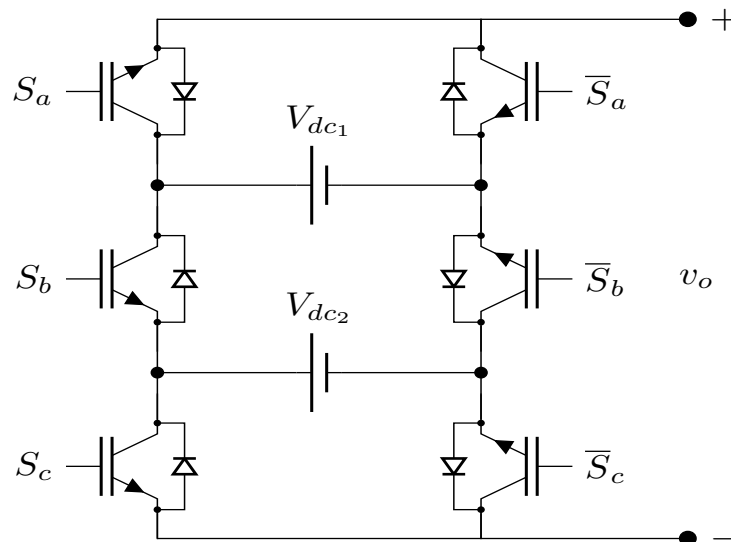 +
S_a
\overline{S}_a
V_{dc_1}
S_b
\overline{S}_b
v_o
V_{dc_2}
S_c
\overline{S}_c
−